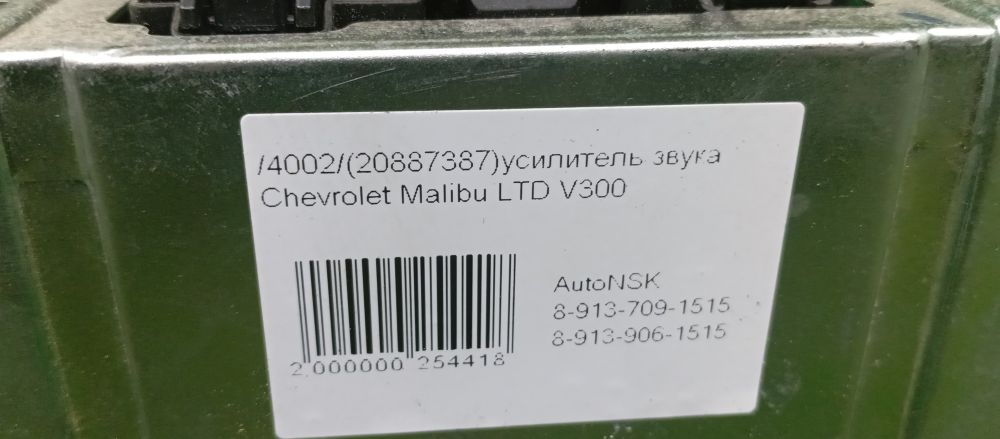 /4002/(20887387)усилитель звука
Chevrolet Malibu LTD V300
AutoNSK
8-913-709-1515
8-913-906-1515
2 000000 254418